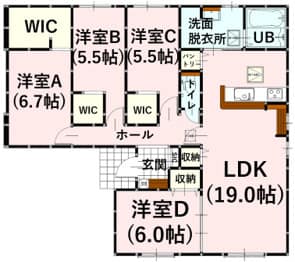 WIC
洋室B
(5.5帖)
洋室C
(5.5帖)
洗面
脱衣所
UB
洋室A
(6.7帖)
パン
トリー
トイレ
WIC
WIC
ホール
玄関
収納
収納
LDK
(19.0帖)
洋室D
(6.0帖)